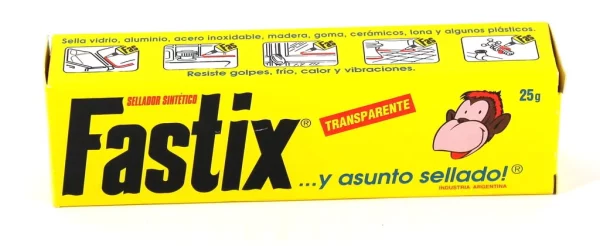 Sella vidrio, aluminio, acero inoxidable, madera, goma, cerámicos, lona y algunos plásticos.
Resiste golpes, frio, calor y vibraciones.
SELLADOR SINTÉTICO
Fastix®
TRANSPARENTE
25g
...y asunto sellado!®
INDUSTRIA ARGENTINA